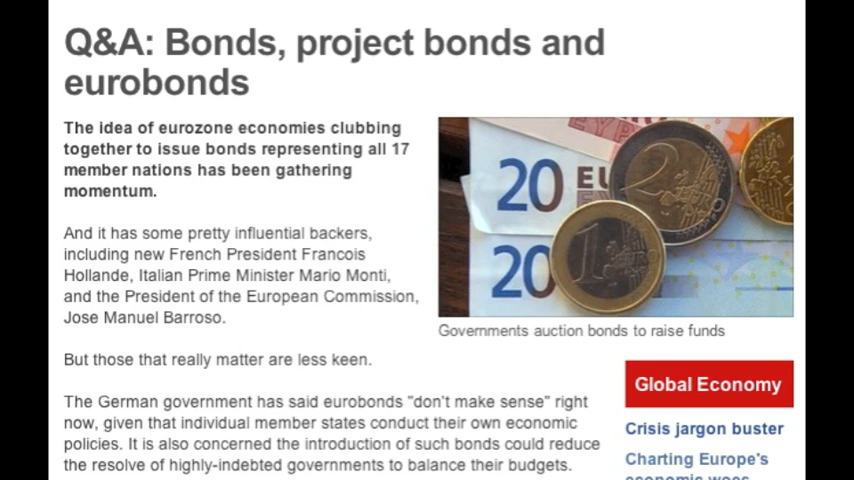 Q&A: Bonds, project bonds and
eurobonds
The idea of eurozone economies clubbing
together to issue bonds representing all 17
member nations has been gathering
momentum.
And it has some pretty influential backers,
including new French President Francois
Hollande, Italian Prime Minister Mario Monti,
and the President of the European Commission,
Jose Manuel Barroso.
But those that really matter are less keen.
The German government has said eurobonds "don't make sense" right
now, given that individual member states conduct their own economic
policies. It is also concerned the introduction of such bonds could reduce
the resolve of highly-indebted governments to balance their budgets.
20 EU
2
1
20
Governments auction bonds to raise funds
Global Economy
Crisis jargon buster
Charting Europe's
economic woes